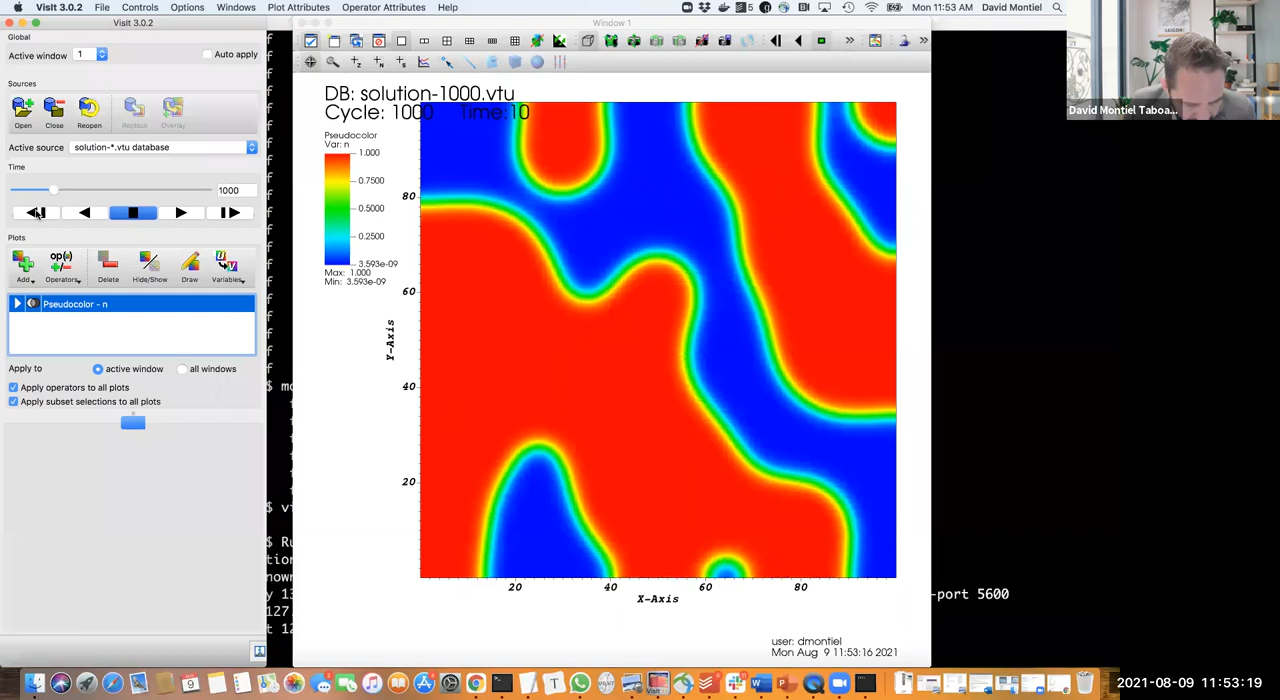 VisIt 3.0.2 File Controls Options Windows Plot Attributes Operator Attributes Help
5 Mon 11:53 AM David Montiel
VisIt 3.0.2
Window 1
Global
Active window 1 Auto apply
Sources
Open Close Reopen Replace Overlay
Active source solution-*.vtu database
Time
1000
Plots
Add Operators Delete Hide/Show Draw Variables
Pseudocolor - n
Apply to active window all windows
Apply operators to all plots
Apply subset selections to all plots
DB: solution-1000.vtu
Cycle: 1000 Time:10
Pseudocolor
Var: n
1.000
0.7500
0.5000
0.2500
3.593e-09
Max: 1.000
Min: 3.593e-09
80
60
40
20
Y-Axis
20 40 60 80
X-Axis
user: dmontiel
Mon Aug 9 11:53:16 2021
David Montiel Taboa...
-port 5600
2021-08-09 11:53:19